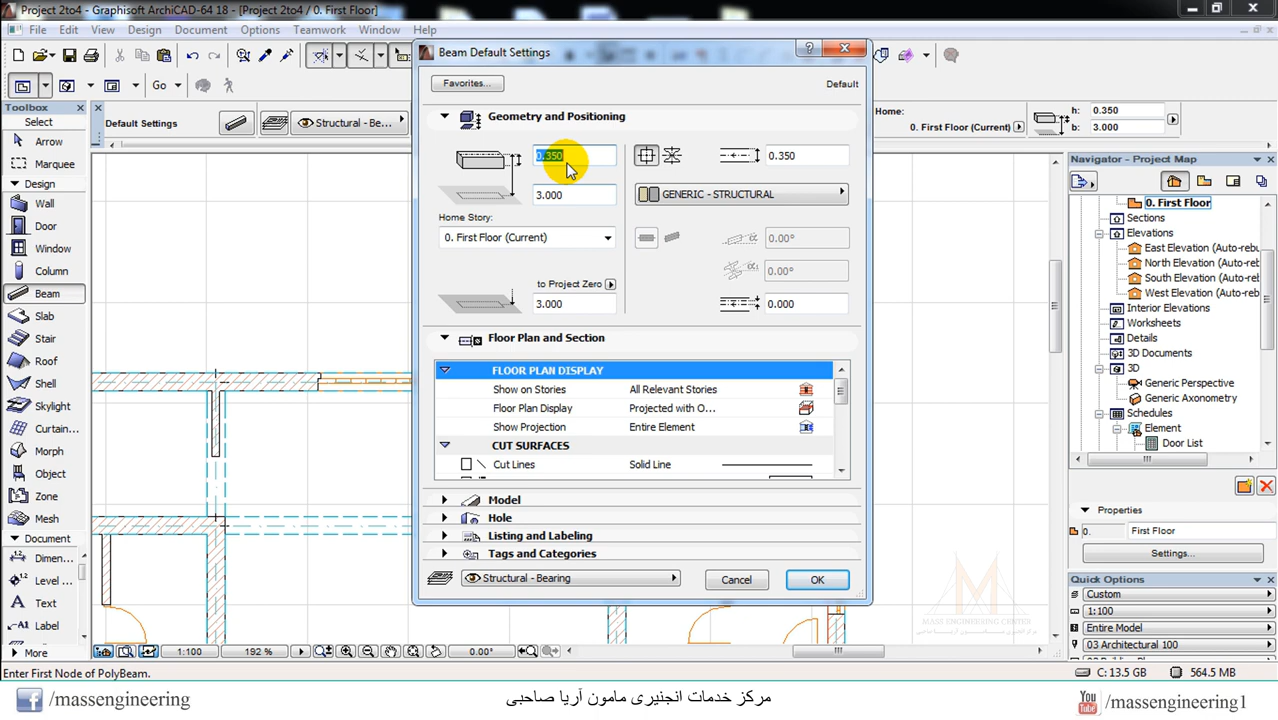 Project 2to4 - Graphisoft ArchiCAD-64 18 - [Project 2to4 / 0. First Floor]
File Edit View Design Options Teamwork Window Help
Go
Toolbox
Select
Arrow
Marquee
Design
Wall
Door
Window
Column
Beam
Slab
Stair
Roof
Shell
Skylight
Curtain...
Morph
Object
Zone
Mesh
Document
Dimen...
Level ...
Text
Label
More
Default Settings
Structural - Be...
Home:
0. First Floor (Current)
h: 0.350
b: 3.000
Beam Default Settings
Favorites...
Default
Geometry and Positioning
0.350
0.350
3.000
GENERIC - STRUCTURAL
Home Story:
0. First Floor (Current)
0.00°
0.00°
to Project Zero
3.000
0.000
Floor Plan and Section
FLOOR PLAN DISPLAY
Show on Stories All Relevant Stories
Floor Plan Display Projected with O...
Show Projection Entire Element
CUT SURFACES
Cut Lines Solid Line
Model
Hole
Listing and Labeling
Tags and Categories
Structural - Bearing
Cancel
OK
Navigator - Project Map
0. First Floor
Sections
Elevations
East Elevation (Auto-rebu
North Elevation (Auto-reb
South Elevation (Auto-reb
West Elevation (Auto-reb
Interior Elevations
Worksheets
Details
3D Documents
3D
Generic Perspective
Generic Axonometry
Schedules
Element
Door List
Properties
0. First Floor
Settings...
Quick Options
Custom
1:100
Entire Model
03 Architectural 100
MASS ENGINEERING CENTER
1:100
192 %
0.00°
Enter First Node of PolyBeam.
C: 13.5 GB
564.5 MB
/massengineering
مرکز خدمات انجنیری مامون آریا صاحبی
You Tube
/massengineering1